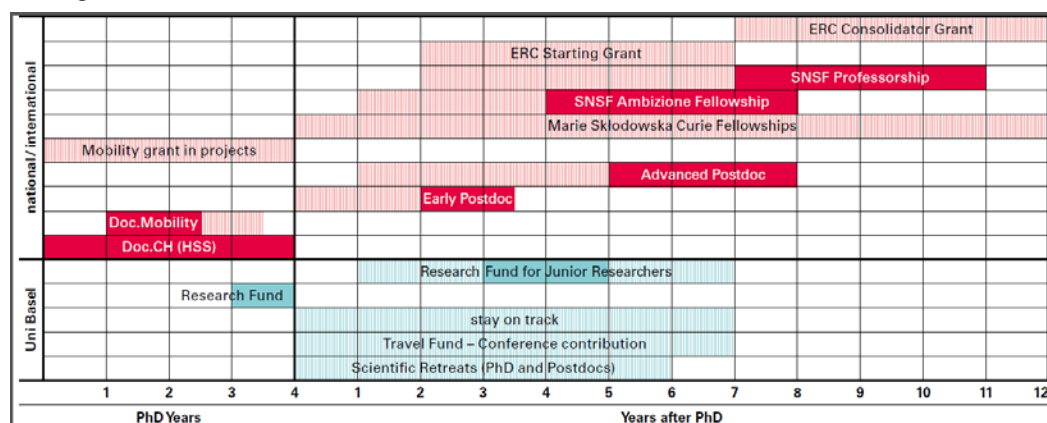 national/international
ERC Consolidator Grant
ERC Starting Grant
SNSF Professorship
SNSF Ambizione Fellowship
Marie Skłodowska Curie Fellowships
Mobility grant in projects
Advanced Postdoc
Early Postdoc
Doc.Mobility
Doc.CH (HSS)
Uni Basel
Research Fund for Junior Researchers
Research Fund
stay on track
Travel Fund – Conference contribution
Scientific Retreats (PhD and Postdocs)
1 2 3 4 1 2 3 4 5 6 7 8 9 10 11 12
PhD Years Years after PhD